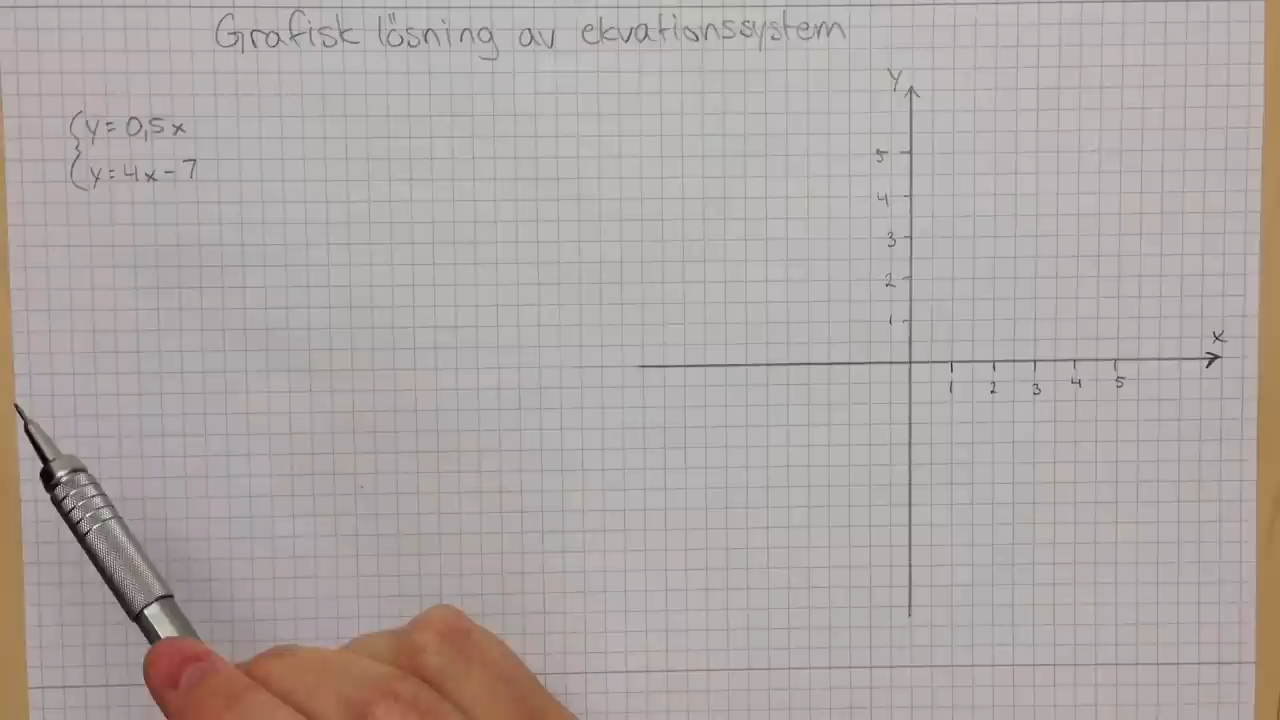 Grafisk lösning av ekvationssystem
y = 0,5x
y = 4x - 7
y
5
4
3
2
1
x
1 2 3 4 5